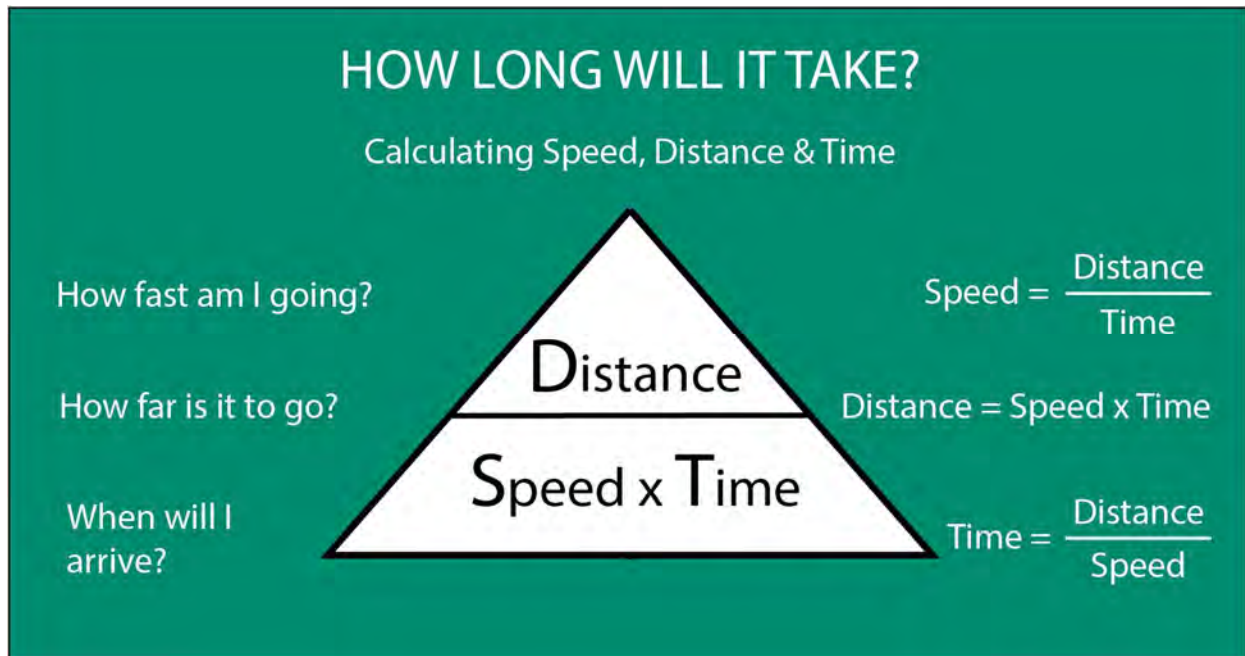 HOW LONG WILL IT TAKE?
Calculating Speed, Distance & Time
How fast am I going?
Speed = Distance
Time
Distance
How far is it to go?
Distance = Speed x Time
Speed x Time
When will I
arrive?
Time = Distance
Speed